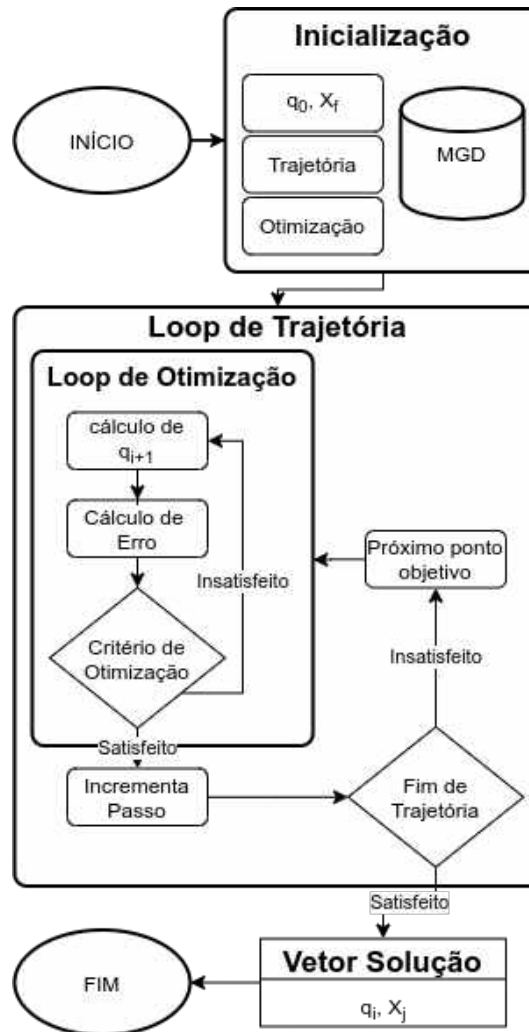 Inicialização
INÍCIO
q0, Xf
MGD
Trajetória
Otimização
Loop de Trajetória
Loop de Otimização
cálculo de
qi+1
Cálculo de
Erro
Insatisfeito
Próximo ponto
objetivo
Critério de
Otimização
Insatisfeito
Satisfeito
Incrementa
Passo
Fim de
Trajetória
Satisfeito
Vetor Solução
FIM
qi, Xj